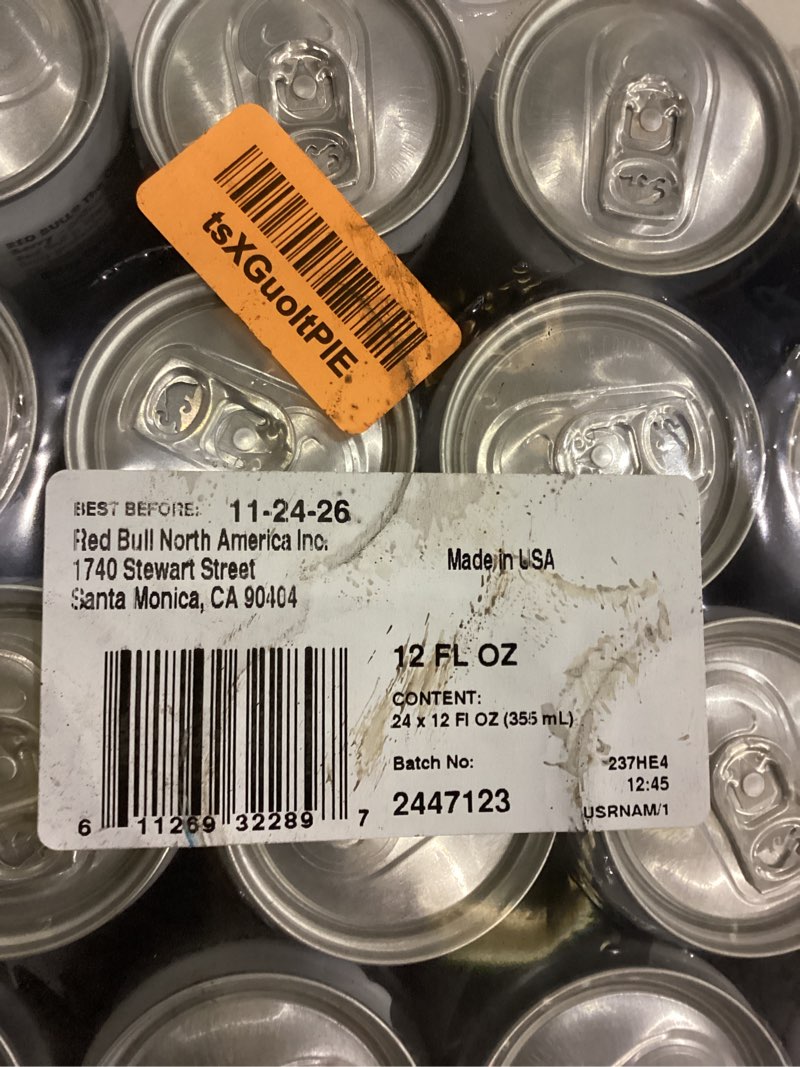 tsXGuoltPIE
BEST BEFORE: 11-24-26
Red Bull North America Inc.
1740 Stewart Street
Santa Monica, CA 90404
Made in USA
12 FL OZ
CONTENT:
24 x 12 Fl OZ (355 mL)
Batch No:
2447123
237HE4
12:45
USRNAM/1
6 11269 32289 7